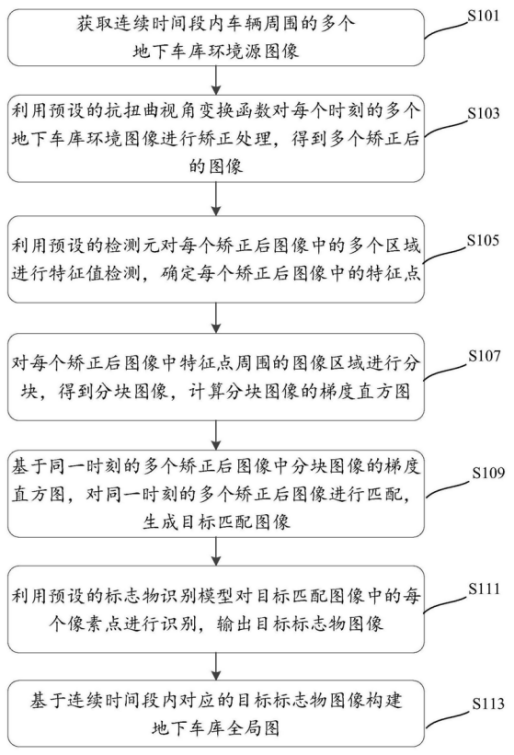 获取连续时间段内车辆周围的多个
地下车库环境源图像
S101
利用预设的抗扭曲视角变换函数对每个时刻的多个
地下车库环境图像进行矫正处理，得到多个矫正后
的图像
S103
利用预设的检测元对每个矫正后图像中的多个区域
进行特征值检测，确定每个矫正后图像中的特征点
S105
对每个矫正后图像中特征点周围的图像区域进行分
块，得到分块图像，计算分块图像的梯度直方图
S107
基于同一时刻的多个矫正后图像中分块图像的梯度
直方图，对同一时刻的多个矫正后图像进行匹配，
生成目标匹配图像
S109
利用预设的标志物识别模型对目标匹配图像中的每
个像素点进行识别，输出目标标志物图像
S111
基于连续时间段内对应的目标标志物图像构建
地下车库全局图
S113